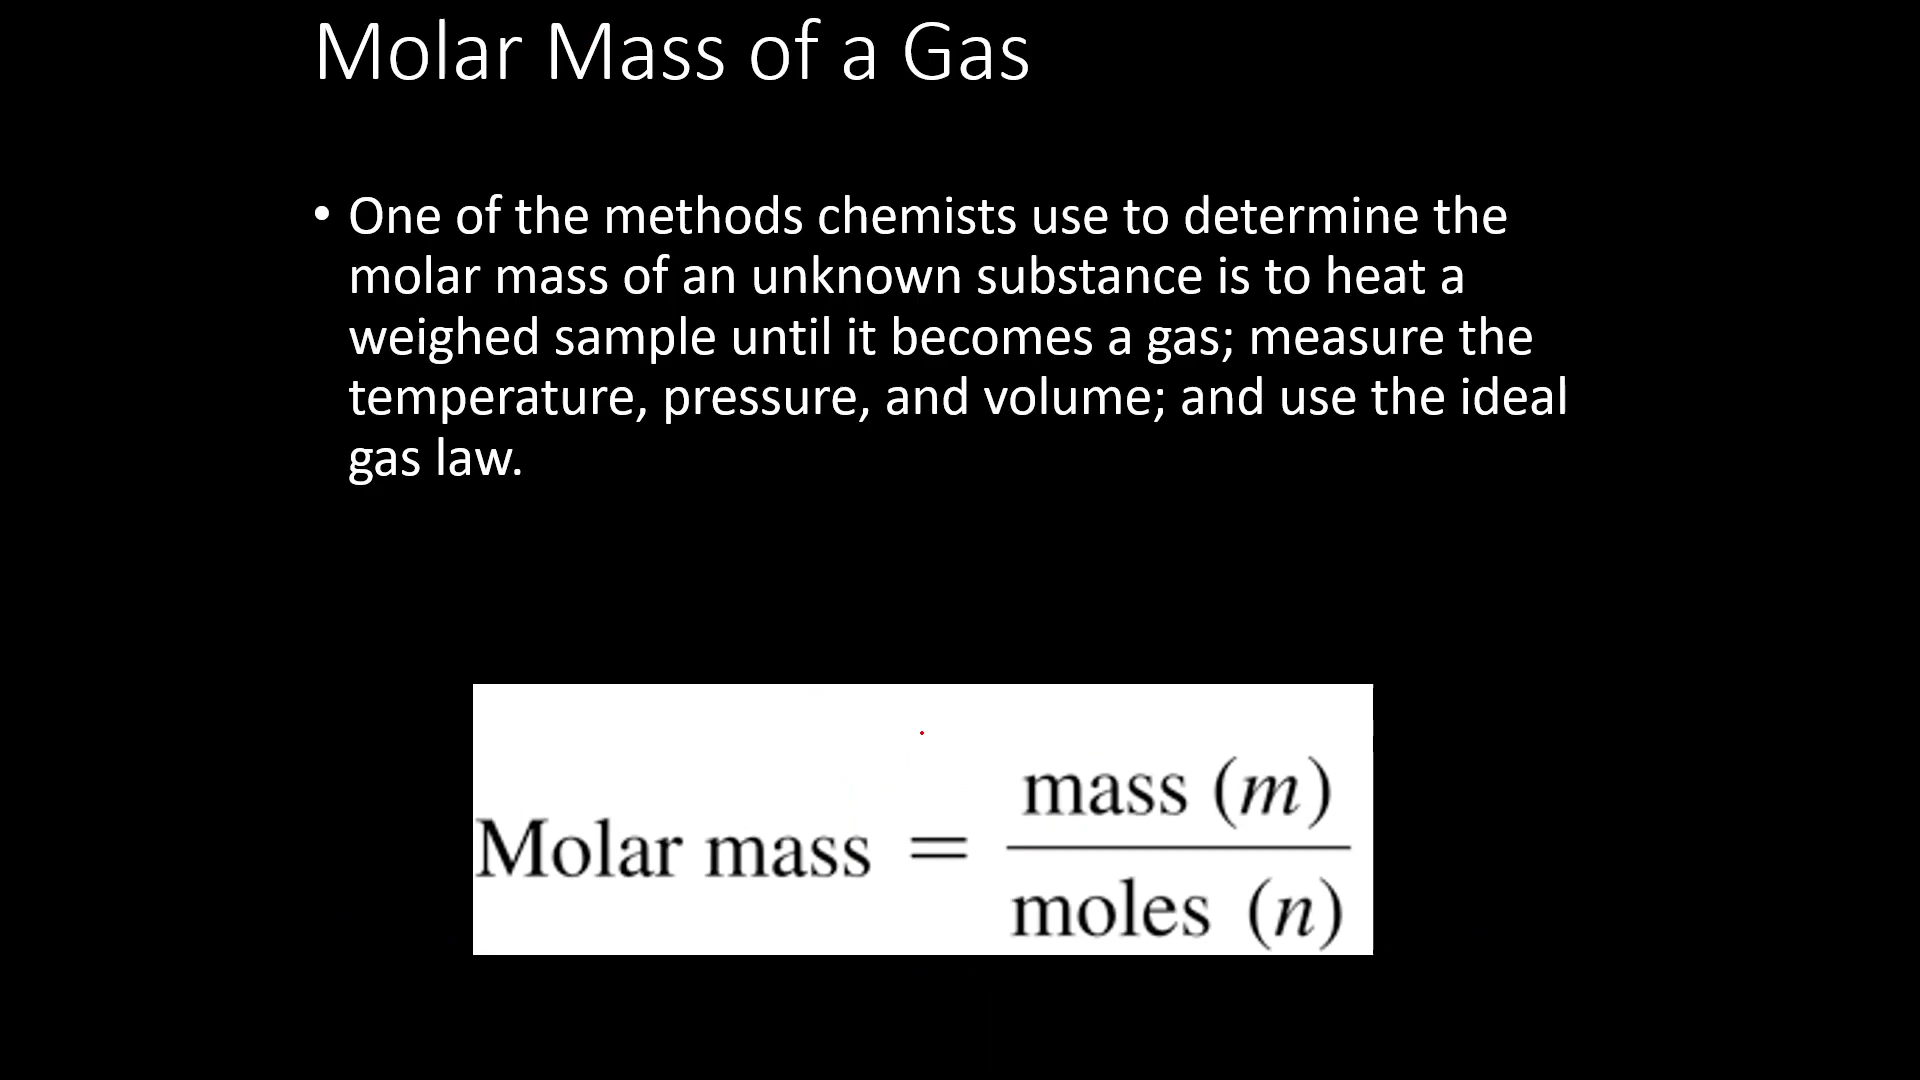 Molar Mass of a Gas
• One of the methods chemists use to determine the
molar mass of an unknown substance is to heat a
weighed sample until it becomes a gas; measure the
temperature, pressure, and volume; and use the ideal
gas law.
Molar mass = mass (m) / moles (n)